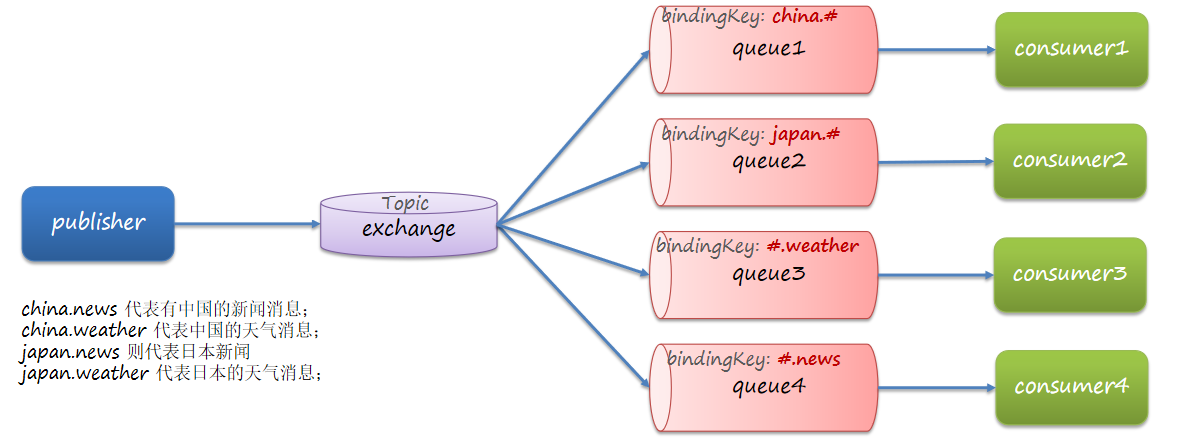 bindingKey: china.#
queue1
consumer1
bindingKey: japan.#
queue2
consumer2
publisher
Topic
exchange
bindingKey: #.weather
queue3
consumer3
china.news 代表有中国的新闻消息；
china.weather 代表中国的天气消息；
japan.news 则代表日本新闻
japan.weather 代表日本的天气消息；
bindingKey: #.news
queue4
consumer4